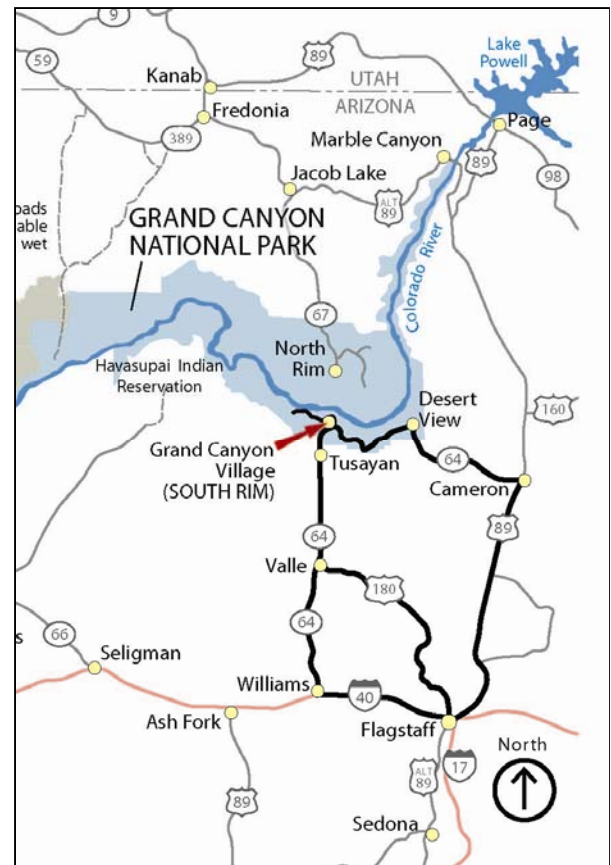 9
89
Lake
Powell
59
Kanab
UTAH
ARIZONA
Fredonia
Page
389
Marble Canyon
89
98
Jacob Lake
ALT
89
oads
able
wet
GRAND CANYON
NATIONAL PARK
Colorado River
67
North
Rim
Havasupai Indian
Reservation
Desert
View
160
Grand Canyon
Village
(SOUTH RIM)
Tusayan
64
Cameron
89
64
Valle
180
64
66
s
Seligman
Williams
40
Ash Fork
Flagstaff
North
ALT
89
17
89
Sedona